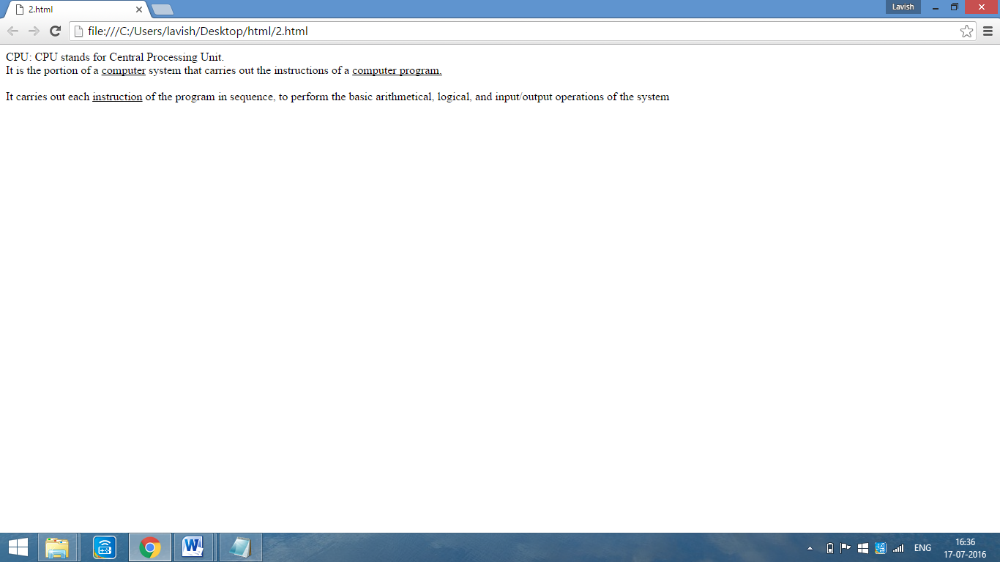 2.html
Lavish
file:///C:/Users/lavish/Desktop/html/2.html
CPU: CPU stands for Central Processing Unit.
It is the portion of a computer system that carries out the instructions of a computer program.
It carries out each instruction of the program in sequence, to perform the basic arithmetical, logical, and input/output operations of the system
ENG
16:36
17-07-2016